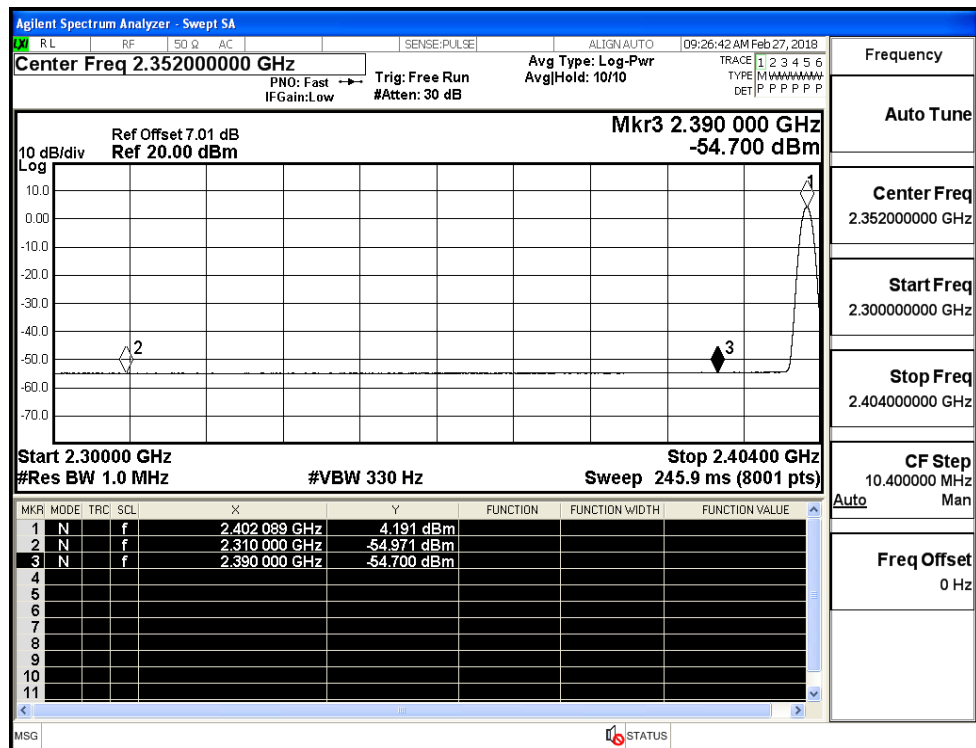 Agilent Spectrum Analyzer - Swept SA
LXI RL RF 50 Ω AC SENSE:PULSE ALIGN AUTO 09:26:42 AM Feb 27, 2018
Center Freq 2.352000000 GHz
PNO: Fast
IFGain:Low
Trig: Free Run
#Atten: 30 dB
Avg Type: Log-Pwr
Avg|Hold: 10/10
TRACE 1 2 3 4 5 6
TYPE M WWWWW
DET P P P P P P
Frequency
Auto Tune
Center Freq
2.352000000 GHz
Start Freq
2.300000000 GHz
Stop Freq
2.404000000 GHz
CF Step
10.400000 MHz
Auto Man
Freq Offset
0 Hz
Ref Offset 7.01 dB
10 dB/div Ref 20.00 dBm
Log
Mkr3 2.390 000 GHz
-54.700 dBm
10.0
0.00
-10.0
-20.0
-30.0
-40.0
-50.0
-60.0
-70.0
1
2
3
Start 2.30000 GHz Stop 2.40400 GHz
#Res BW 1.0 MHz #VBW 330 Hz Sweep 245.9 ms (8001 pts)
MKR MODE TRC SCL X Y FUNCTION FUNCTION WIDTH FUNCTION VALUE
1 N f 2.402 089 GHz 4.191 dBm
2 N f 2.310 000 GHz -54.971 dBm
3 N f 2.390 000 GHz -54.700 dBm
4
5
6
7
8
9
10
11
MSG STATUS